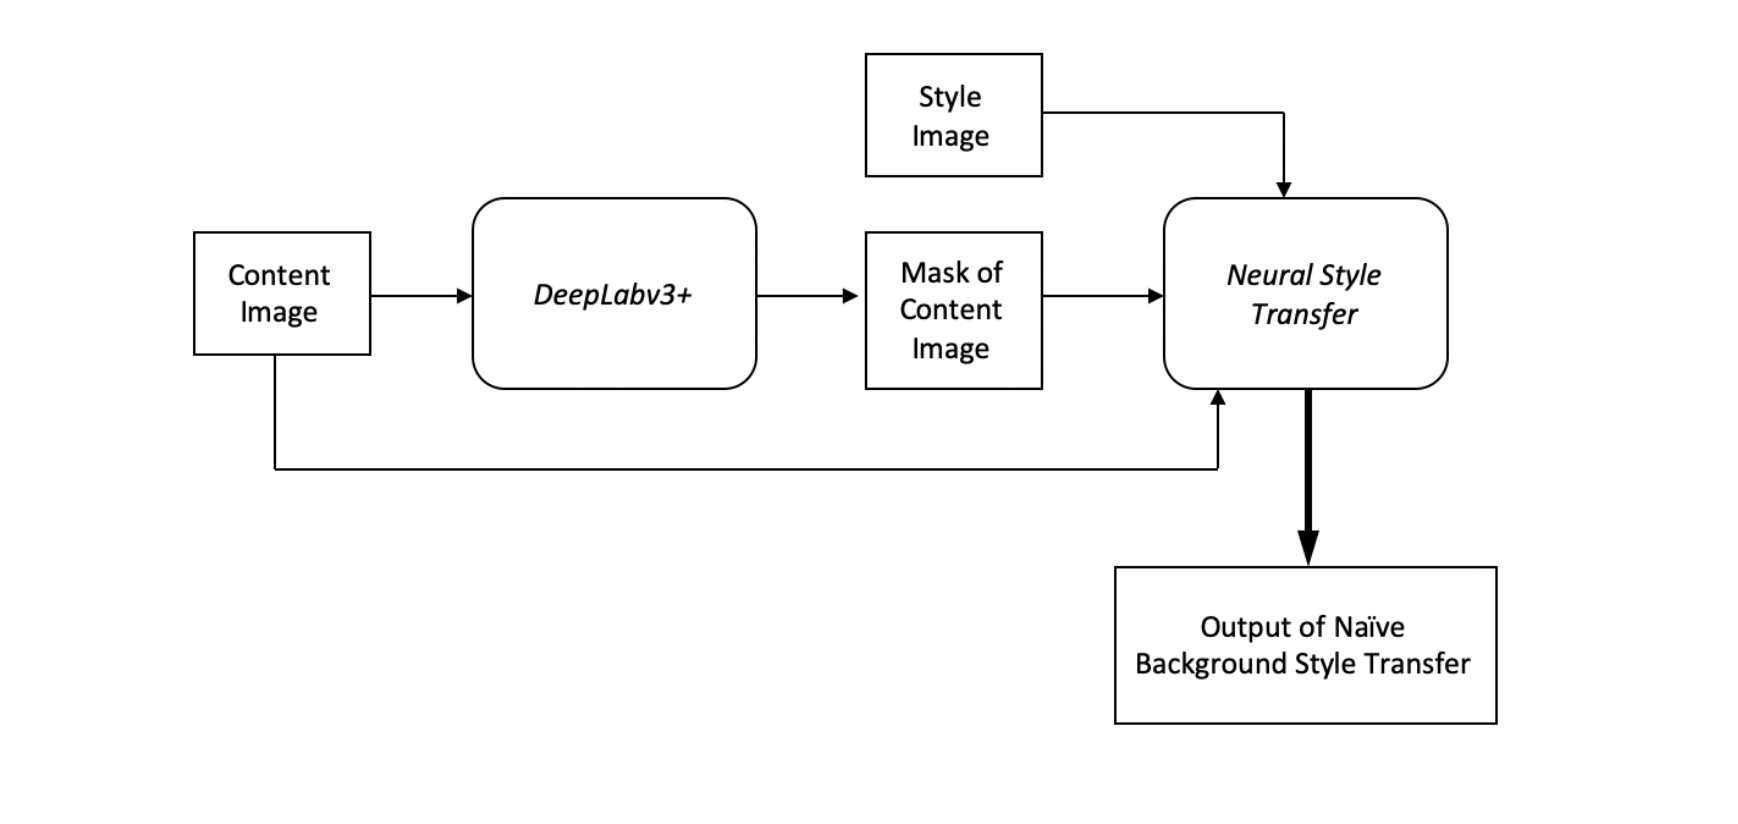 Style
Image
Content
Image
DeepLabv3+
Mask of
Content
Image
Neural Style
Transfer
Output of Naïve
Background Style Transfer